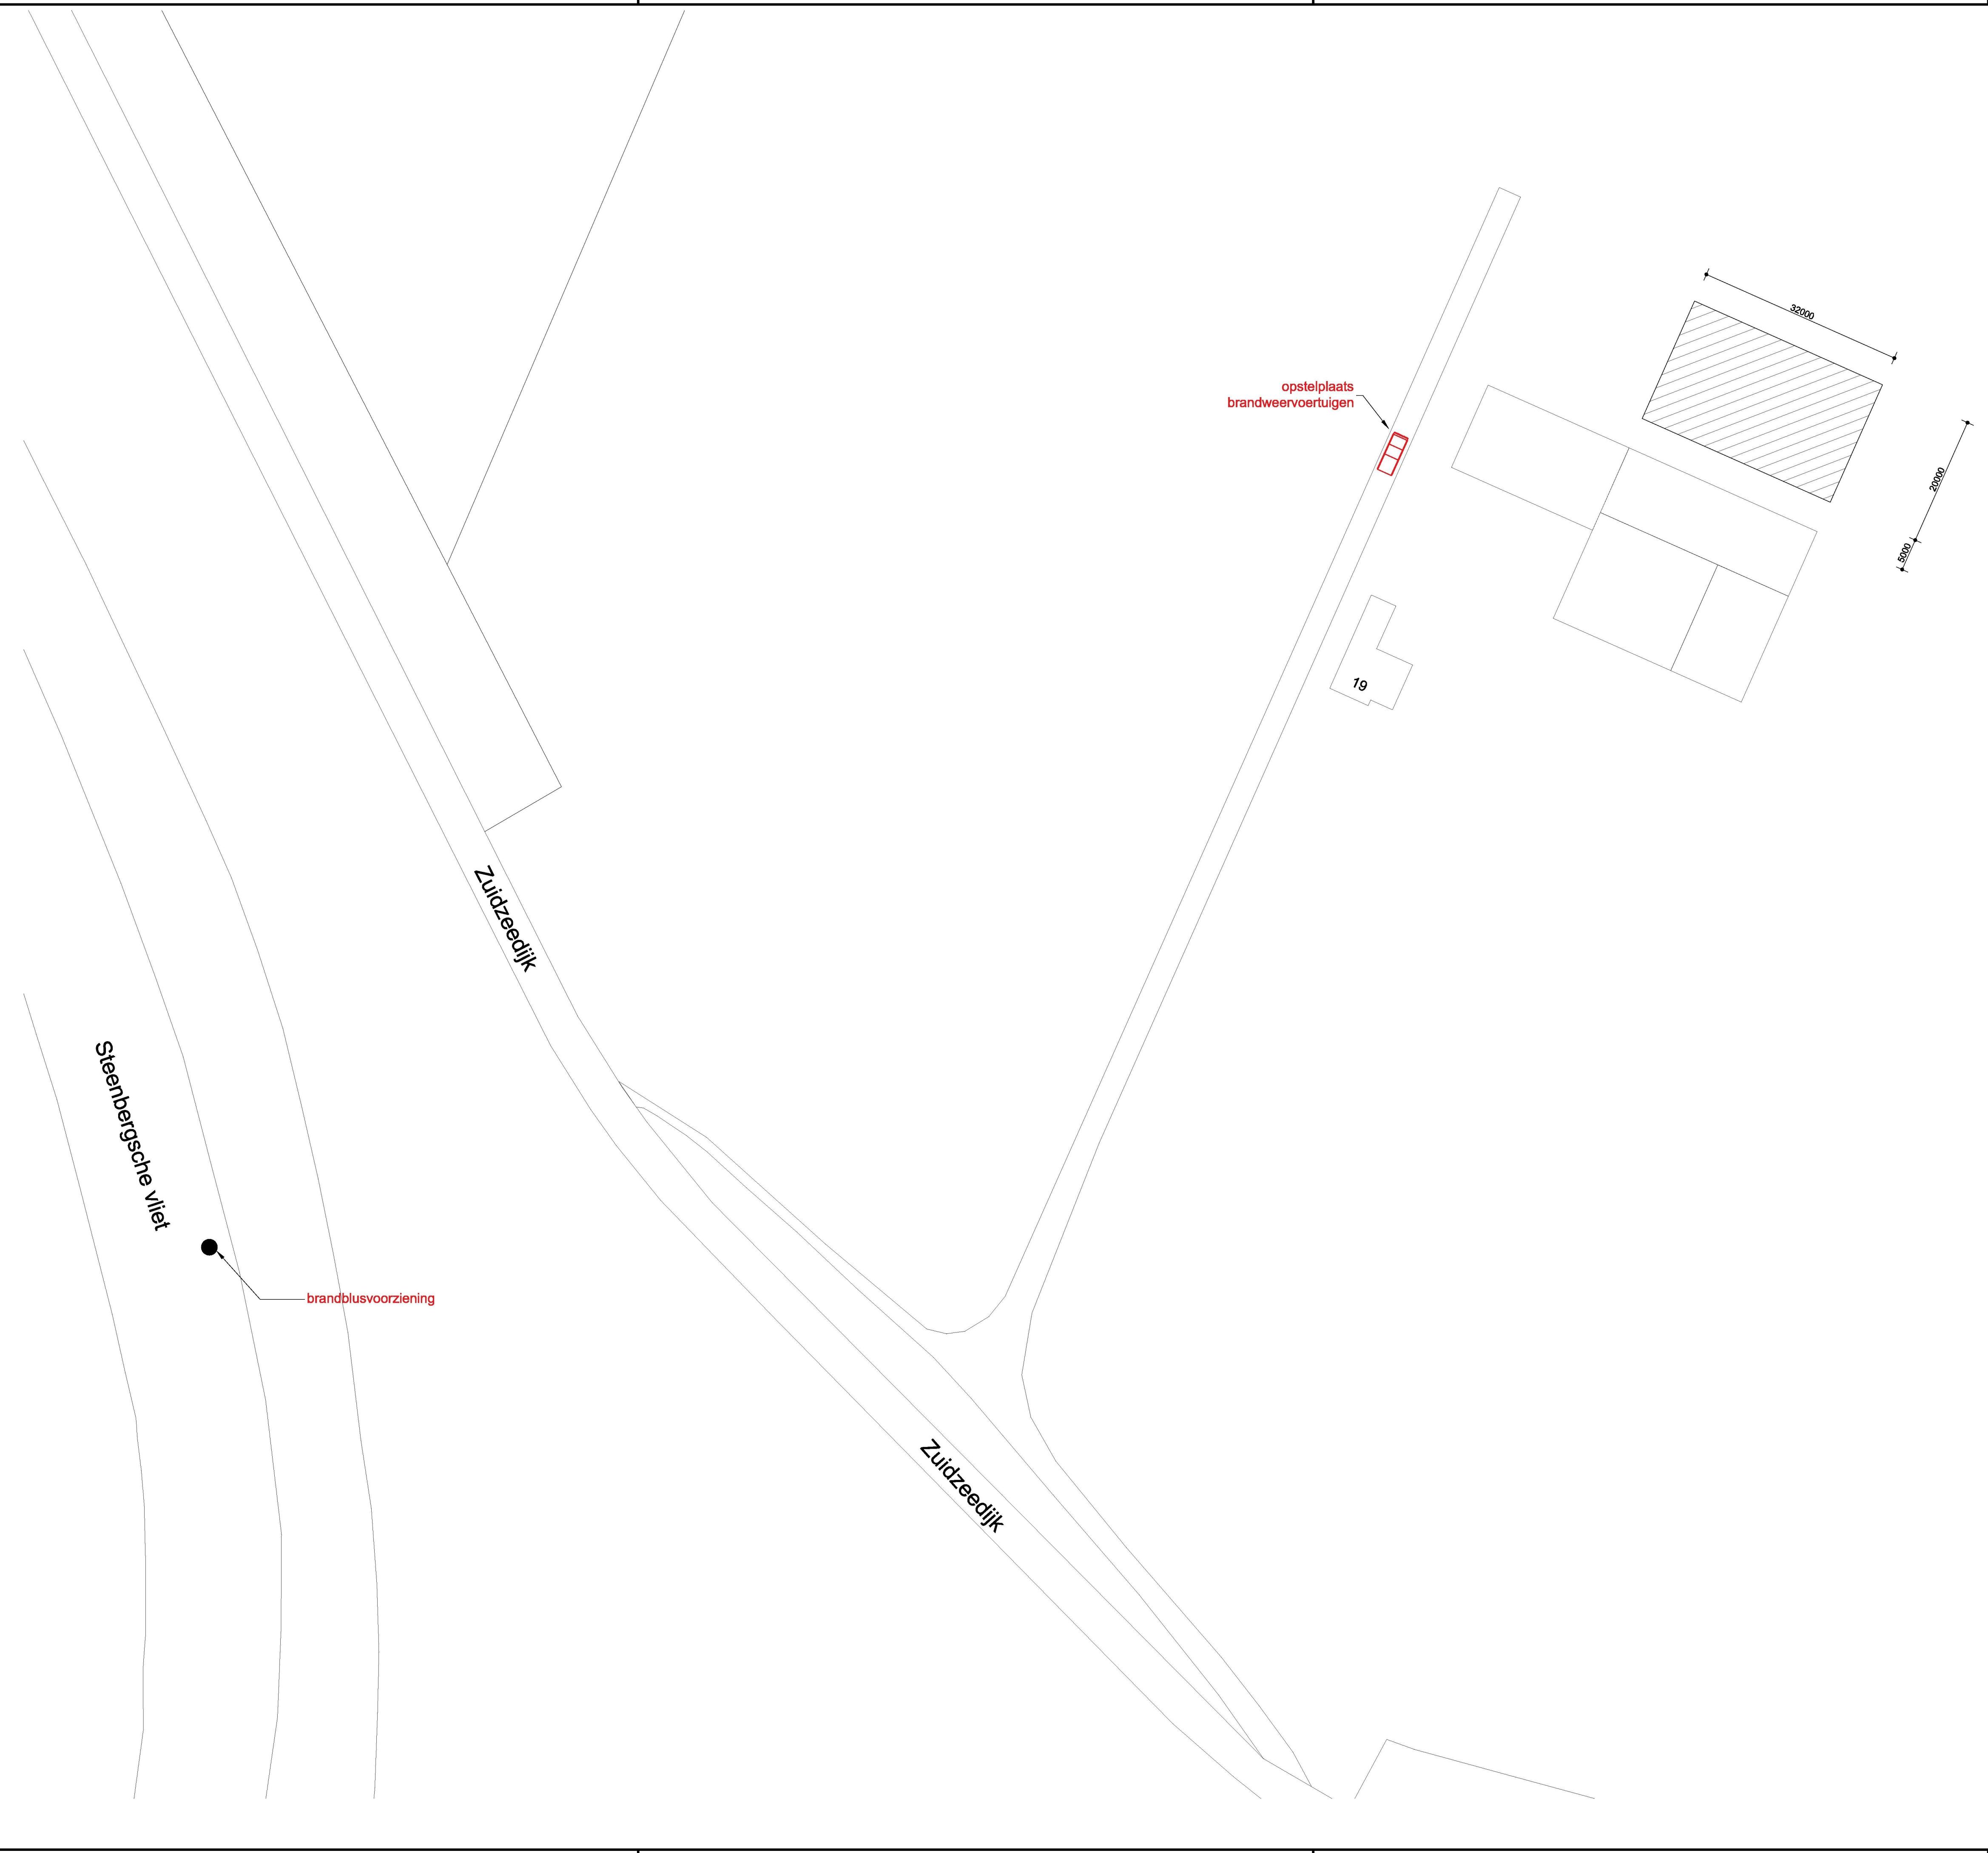 32000
opstelplaats
brandweervoertuigen
20000
5000
19
Zuidzeedijk
Steenbergsche vliet
brandblusvoorziening
Zuidzeedijk